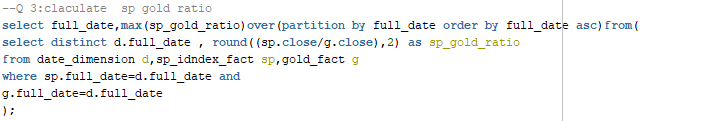 --Q 3:claculate  sp gold ratio
select full_date,max(sp_gold_ratio)over(partition by full_date order by full_date asc)from(
select distinct d.full_date , round((sp.close/g.close),2) as sp_gold_ratio
from date_dimension d,sp_idndex_fact sp,gold_fact g
where sp.full_date=d.full_date and
g.full_date=d.full_date
);